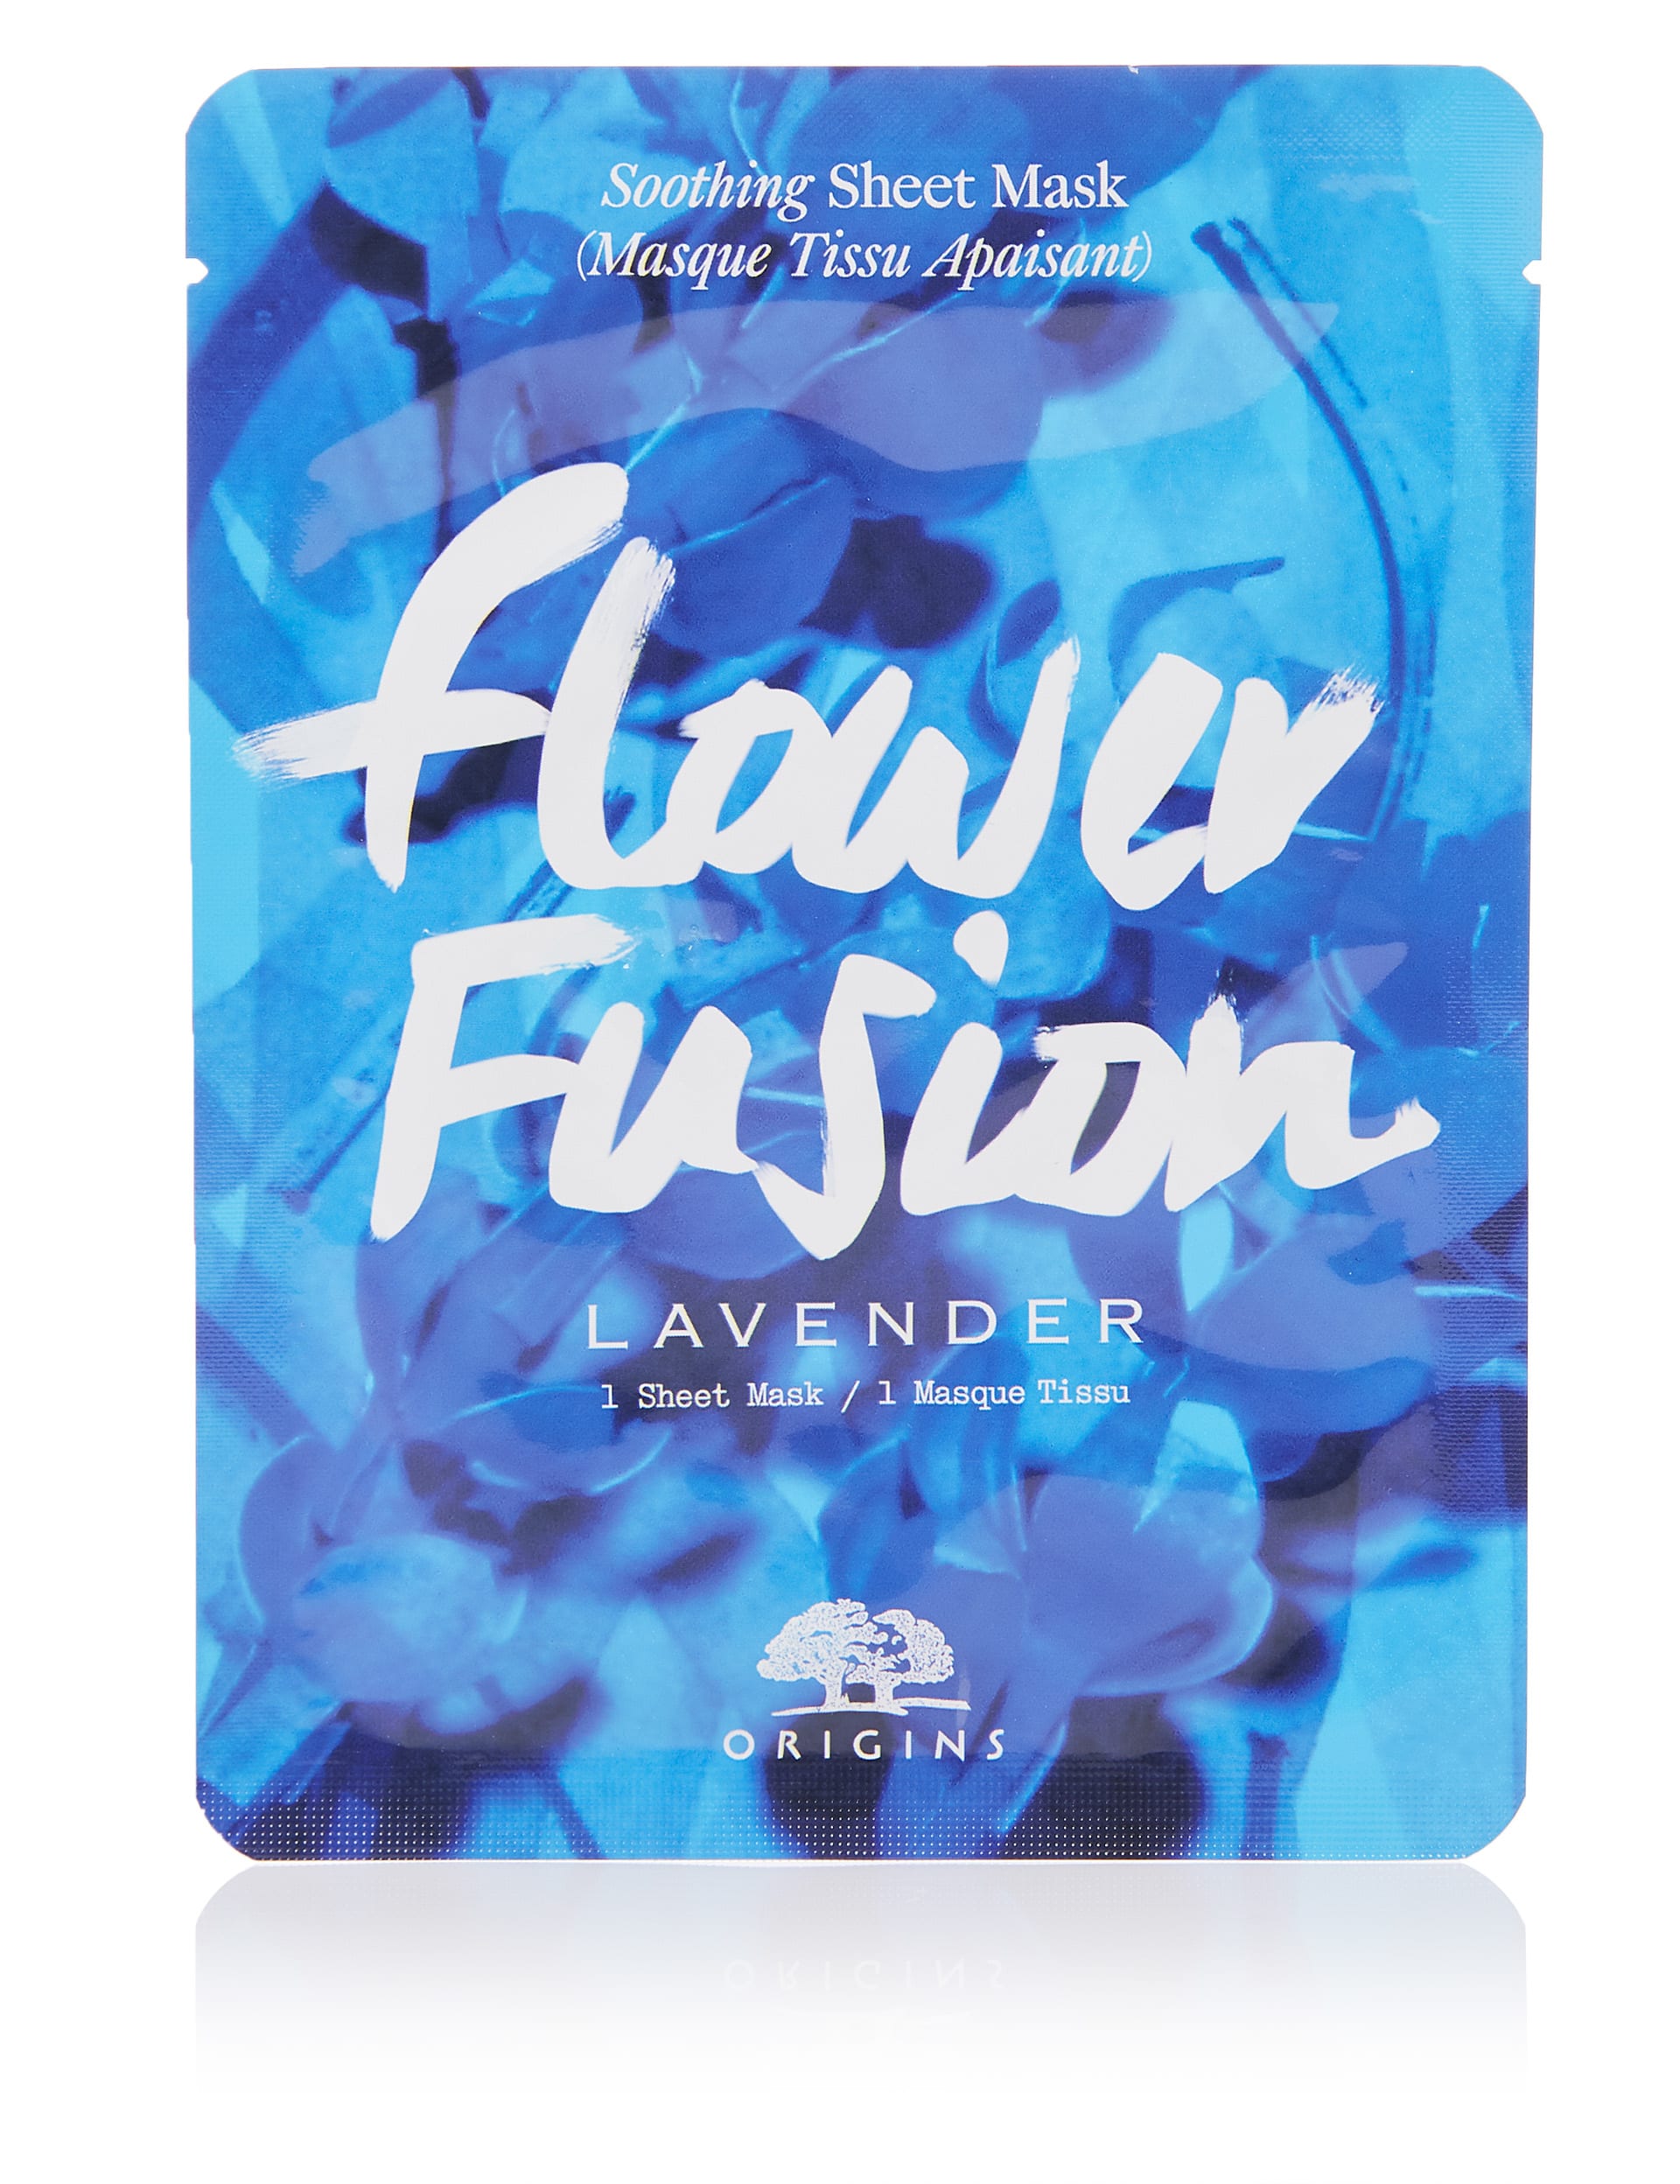 Soothing Sheet Mask
(Masque Tissu Apaisant)
flower
Fusion
LAVENDER
1 Sheet Mask / 1 Masque Tissu
ORIGINS